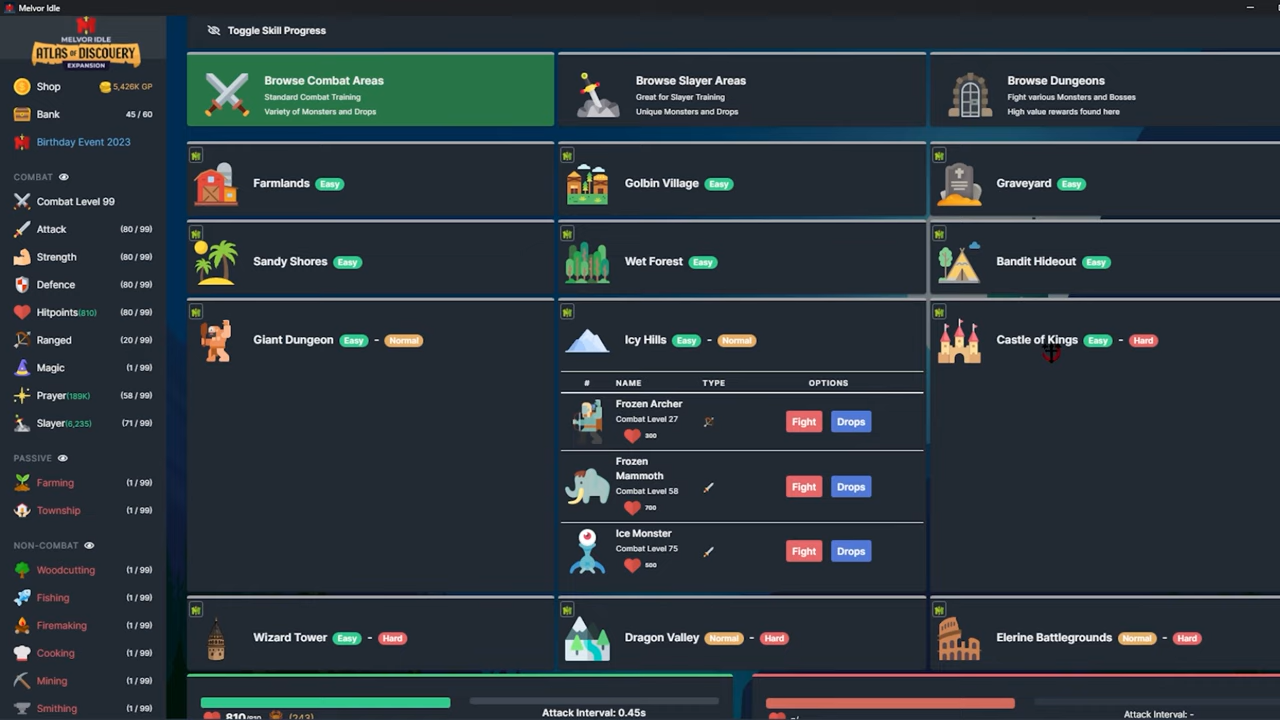 Melvor Idle
MELVOR IDLE
ATLAS OF DISCOVERY
EXPANSION
Shop 5,426K GP
Bank 45 / 60
Birthday Event 2023
COMBAT
Combat Level 99
Attack (80 / 99)
Strength (80 / 99)
Defence (80 / 99)
Hitpoints(810) (80 / 99)
Ranged (20 / 99)
Magic (1 / 99)
Prayer(189K) (58 / 99)
Slayer(6,235) (71 / 99)
PASSIVE
Farming (1 / 99)
Township (1 / 99)
NON-COMBAT
Woodcutting (1 / 99)
Fishing (1 / 99)
Firemaking (1 / 99)
Cooking (1 / 99)
Mining (1 / 99)
Smithing (1 / 99)
Toggle Skill Progress
Browse Combat Areas
Standard Combat Training
Variety of Monsters and Drops
Browse Slayer Areas
Great for Slayer Training
Unique Monsters and Drops
Browse Dungeons
Fight various Monsters and Bosses
High value rewards found here
Farmlands Easy
Golbin Village Easy
Graveyard Easy
Sandy Shores Easy
Wet Forest Easy
Bandit Hideout Easy
Giant Dungeon Easy - Normal
Icy Hills Easy - Normal
Castle of Kings Easy - Hard
# NAME TYPE OPTIONS
Frozen Archer
Combat Level 27
300
Fight Drops
Frozen
Mammoth
Combat Level 58
700
Fight Drops
Ice Monster
Combat Level 75
500
Fight Drops
Wizard Tower Easy - Hard
Dragon Valley Normal - Hard
Elerine Battlegrounds Normal - Hard
810/810 (243)
Attack Interval: 0.45s
-/
Attack Interval: -